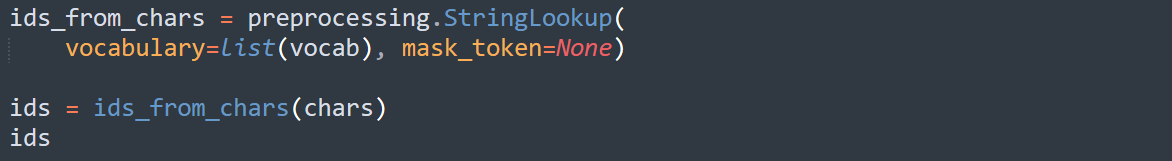 ids_from_chars = preprocessing.StringLookup(
    vocabulary=list(vocab), mask_token=None)
ids = ids_from_chars(chars)
ids